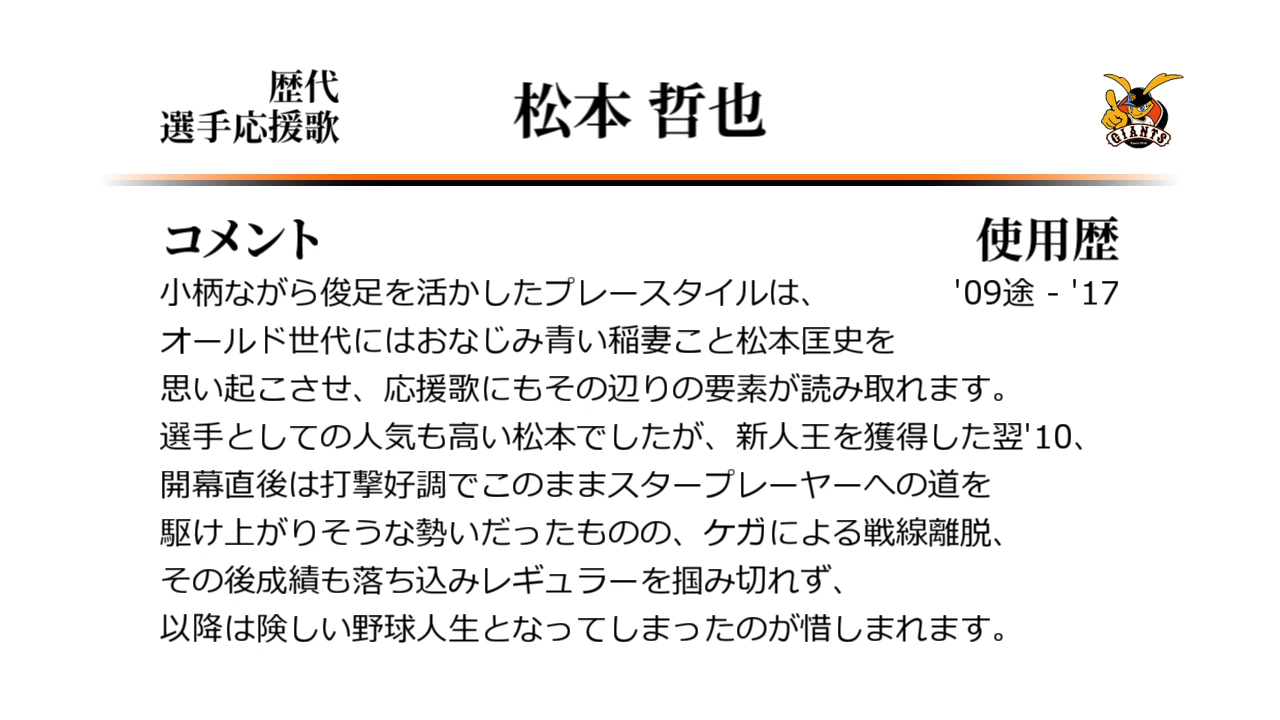 歴代
選手応援歌
松本 哲也
GIANTS
コメント
使用歴
小柄ながら俊足を活かしたプレースタイルは、
'09途 - '17
オールド世代にはおなじみ青い稲妻こと松本匡史を
思い起こさせ、応援歌にもその辺りの要素が読み取れます。
選手としての人気も高い松本でしたが、新人王を獲得した翌'10、
開幕直後は打撃好調でこのままスタープレーヤーへの道を
駆け上がりそうな勢いだったものの、ケガによる戦線離脱、
その後成績も落ち込みレギュラーを掴み切れず、
以降は険しい野球人生となってしまったのが惜しまれます。